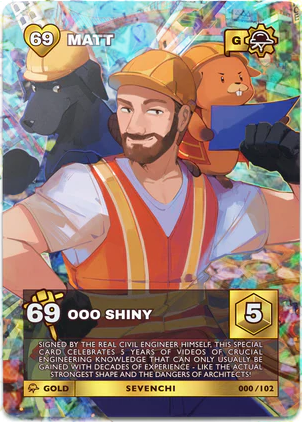 69 MATT G
69 OOO SHINY 5
SIGNED BY THE REAL CIVIL ENGINEER HIMSELF, THIS SPECIAL
CARD CELEBRATES 5 YEARS OF VIDEOS OF CRUCIAL
ENGINEERING KNOWLEDGE THAT CAN ONLY USUALLY BE
GAINED WITH DECADES OF EXPERIENCE - LIKE THE ACTUAL
STRONGEST SHAPE AND THE DANGERS OF ARCHITECTS!
GOLD SEVENCHI 000/102